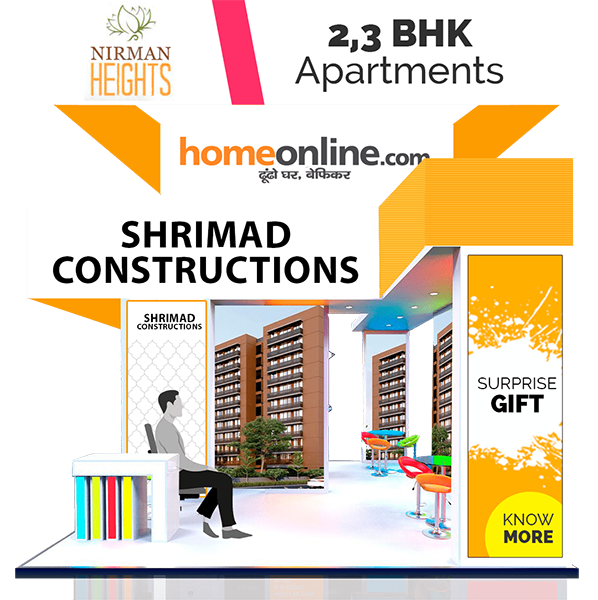 NIRMAN
HEIGHTS
2,3 BHK
Apartments
homeonline.com
ढूंढो घर, बेफिकर
SHRIMAD
CONSTRUCTIONS
SHRIMAD
CONSTRUCTIONS
SURPRISE
GIFT
KNOW
MORE